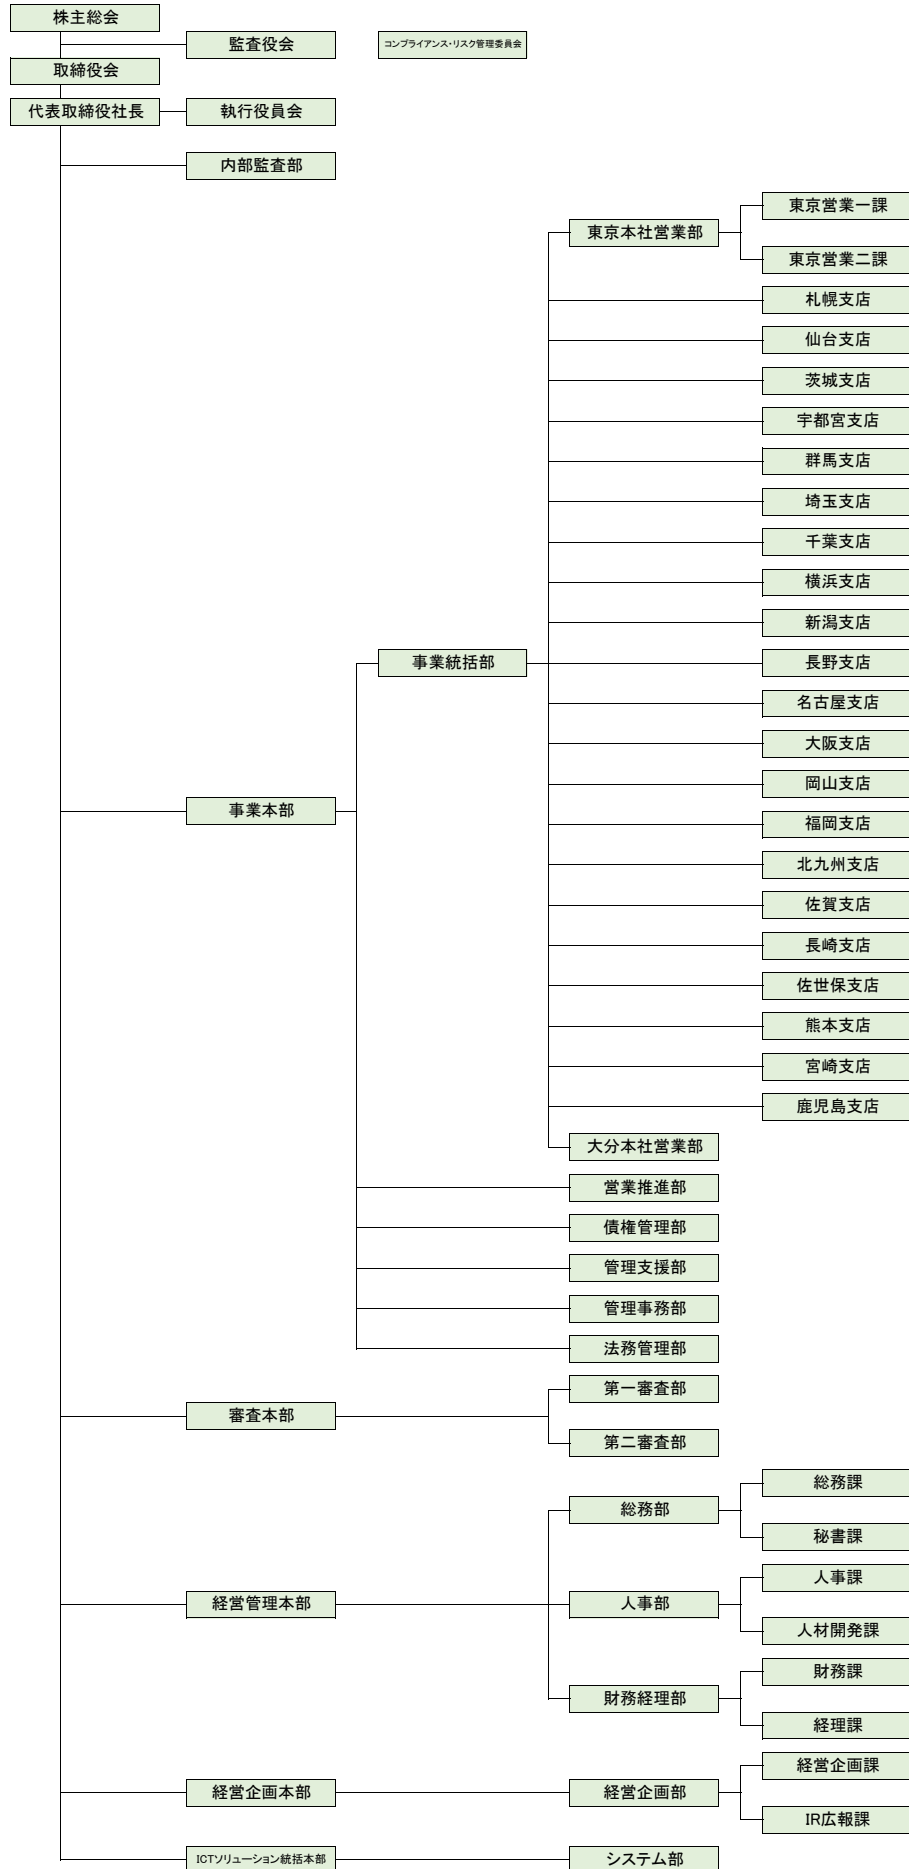 株主総会
監査役会
コンプライアンス・リスク管理委員会
取締役会
代表取締役社長
執行役員会
内部監査部
東京営業一課
東京本社営業部
東京営業二課
札幌支店
仙台支店
茨城支店
宇都宮支店
群馬支店
埼玉支店
千葉支店
横浜支店
新潟支店
事業統括部
長野支店
名古屋支店
大阪支店
岡山支店
事業本部
福岡支店
北九州支店
佐賀支店
長崎支店
佐世保支店
熊本支店
宮崎支店
鹿児島支店
大分本社営業部
営業推進部
債権管理部
管理支援部
管理事務部
法務管理部
第一審査部
審査本部
第二審査部
総務課
総務部
秘書課
人事課
経営管理本部
人事部
人材開発課
財務課
財務経理部
経理課
経営企画課
経営企画本部
経営企画部
IR広報課
ICTソリューション統括本部
システム部